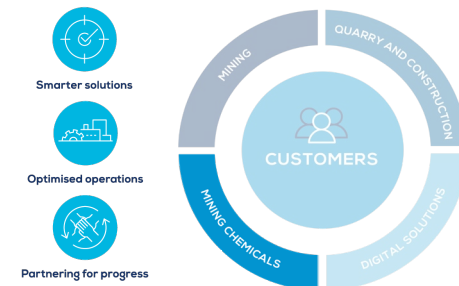 Smarter solutions
Optimised operations
Partnering for progress
MINING
QUARRY AND CONSTRUCTION
CUSTOMERS
MINING CHEMICALS
DIGITAL SOLUTIONS